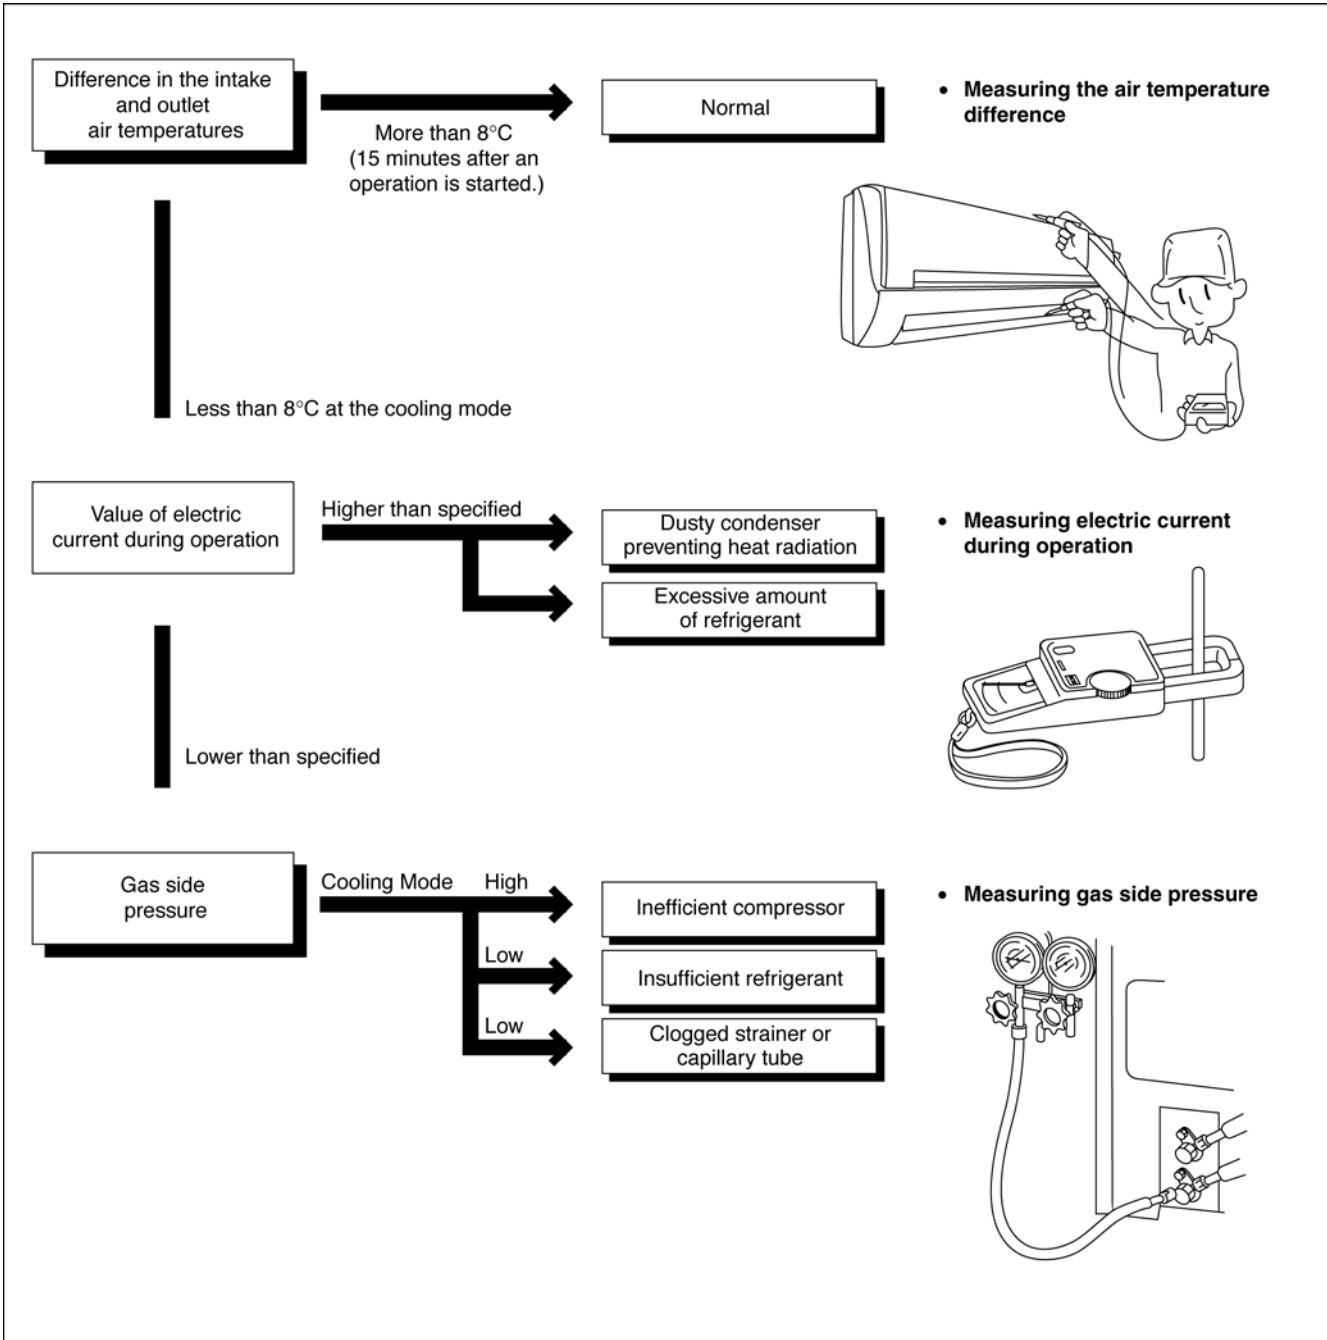 Difference in the intake
and outlet
air temperatures
More than 8°C
(15 minutes after an
operation is started.)
Normal
• Measuring the air temperature
difference
Less than 8°C at the cooling mode
Value of electric
current during operation
Higher than specified
Dusty condenser
preventing heat radiation
Excessive amount
of refrigerant
• Measuring electric current
during operation
Lower than specified
Gas side
pressure
Cooling Mode High
Inefficient compressor
Low
Insufficient refrigerant
Low
Clogged strainer or
capillary tube
• Measuring gas side pressure